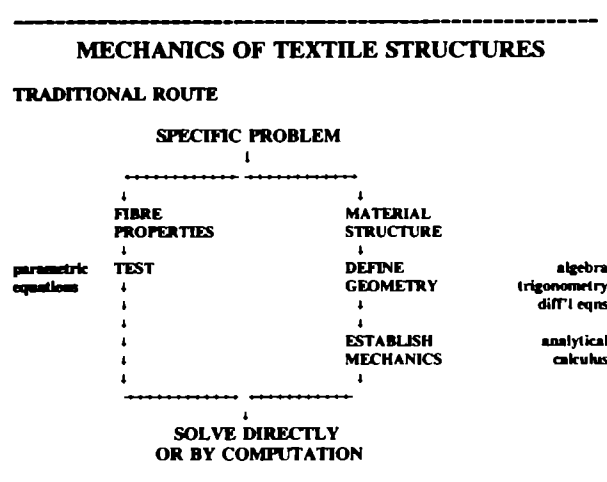 MECHANICS OF TEXTILE STRUCTURES
TRADITIONAL ROUTE
SPECIFIC PROBLEM
FIBRE
PROPERTIES
MATERIAL
STRUCTURE
parametric
equations
TEST
DEFINE
GEOMETRY
algebra
trigonometry
diff'l eqns
ESTABLISH
MECHANICS
analytical
calculus
SOLVE DIRECTLY
OR BY COMPUTATION